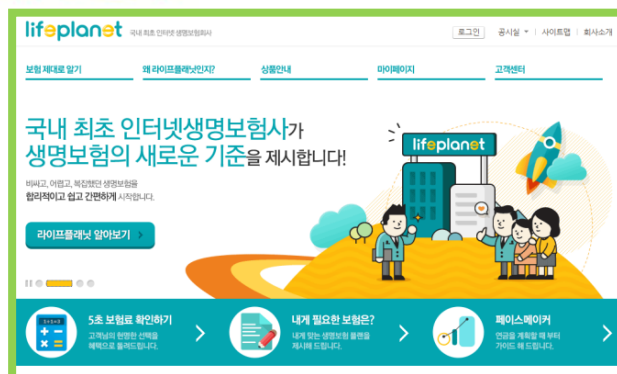 lifeplanet 국내 최초 인터넷 생명보험회사
로그인 공시실 사이트맵 회사소개
보험 제대로 알기 왜 라이프플래닛인지? 상품안내 마이페이지 고객센터
국내 최초 인터넷생명보험사가
생명보험의 새로운 기준을 제시합니다!
비싸고, 어렵고, 복잡했던 생명보험을
합리적이고 쉽고 간편하게 시작합니다.
라이프플래닛 알아보기
lifeplanet
5초 보험료 확인하기
고객님의 현명한 선택을
혜택으로 돌려드립니다.
내게 필요한 보험은?
내게 맞는 생명보험 플랜을
제시해 드립니다.
페이스메이커
연금을 계획할 때 부터
가이드 해 드립니다.